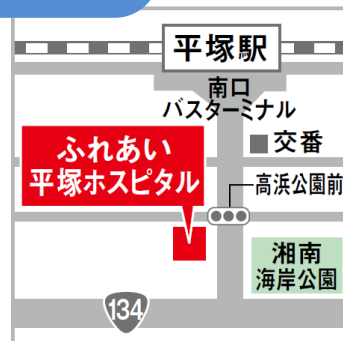 平塚駅
南口
バスターミナル
交番
ふれあい
平塚ホスピタル
高浜公園前
湘南
海岸公園
134